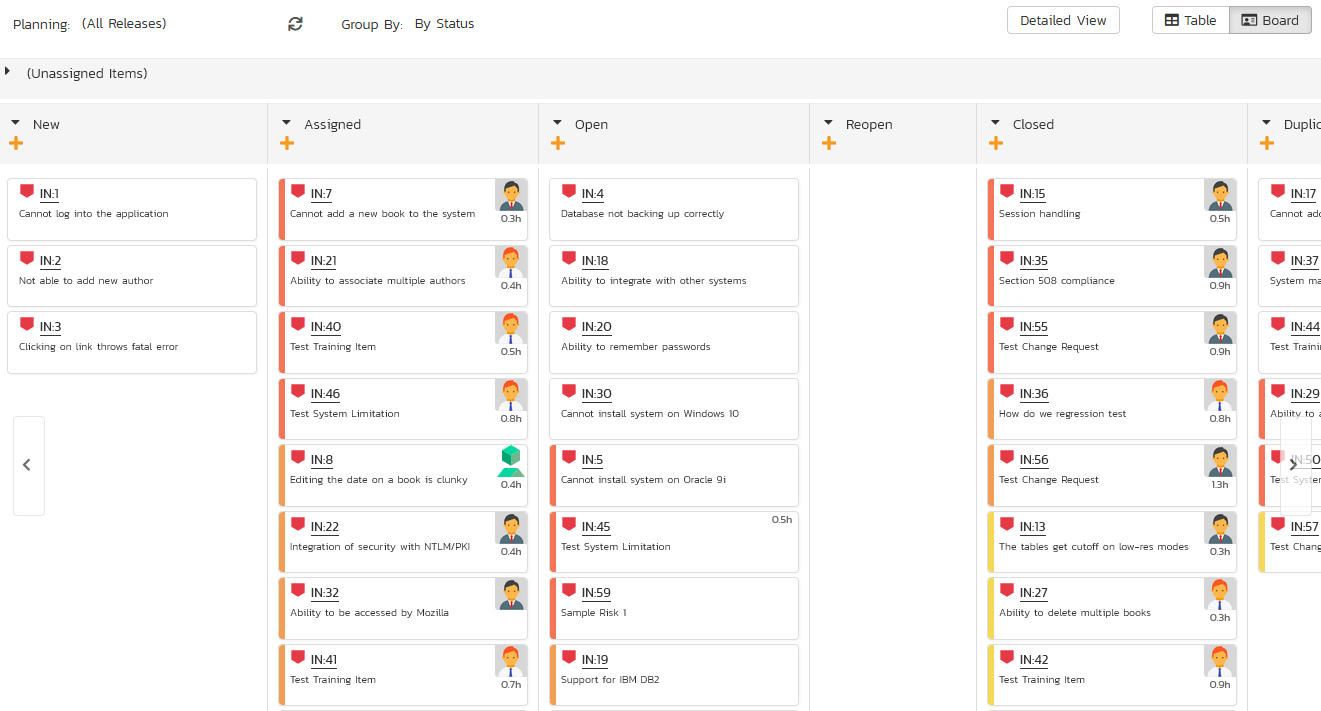 Planning: (All Releases) Group By: By Status Detailed View Table Board
(Unassigned Items)
New Assigned Open Reopen Closed Duplic
IN:1
Cannot log into the application
IN:2
Not able to add new author
IN:3
Clicking on link throws fatal error
IN:7
Cannot add a new book to the system
0.3h
IN:21
Ability to associate multiple authors
0.4h
IN:40
Test Training Item
0.5h
IN:46
Test System Limitation
0.8h
IN:8
Editing the date on a book is clunky
0.4h
IN:22
Integration of security with NTLM/PKI
0.4h
IN:32
Ability to be accessed by Mozilla
IN:41
Test Training Item
0.7h
IN:4
Database not backing up correctly
IN:18
Ability to integrate with other systems
IN:20
Ability to remember passwords
IN:30
Cannot install system on Windows 10
IN:5
Cannot install system on Oracle 9i
IN:45
0.5h
Test System Limitation
IN:59
Sample Risk 1
IN:19
Support for IBM DB2
IN:15
Session handling
0.5h
IN:35
Section 508 compliance
0.9h
IN:55
Test Change Request
0.9h
IN:36
How do we regression test
0.8h
IN:56
Test Change Request
1.3h
IN:13
The tables get cutoff on low-res modes
0.3h
IN:27
Ability to delete multiple books
0.3h
IN:42
Test Training Item
0.9h
IN:17
Cannot add
IN:37
System ma
IN:44
Test Traini
IN:29
Ability to a
IN:50
Test System
IN:57
Test Chang